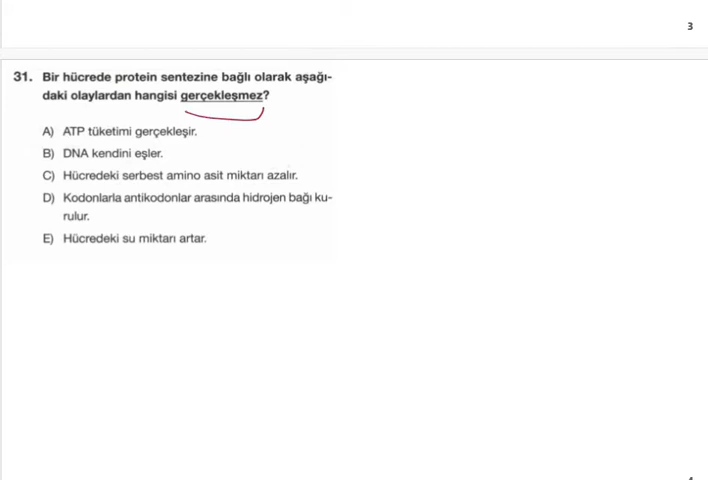 3
31. Bir hücrede protein sentezine bağlı olarak aşağı-
daki olaylardan hangisi gerçekleşmez?
A) ATP tüketimi gerçekleşir.
B) DNA kendini eşler.
C) Hücredeki serbest amino asit miktarı azalır.
D) Kodonlarla antikodonlar arasında hidrojen bağı ku-
rulur.
E) Hücredeki su miktarı artar.